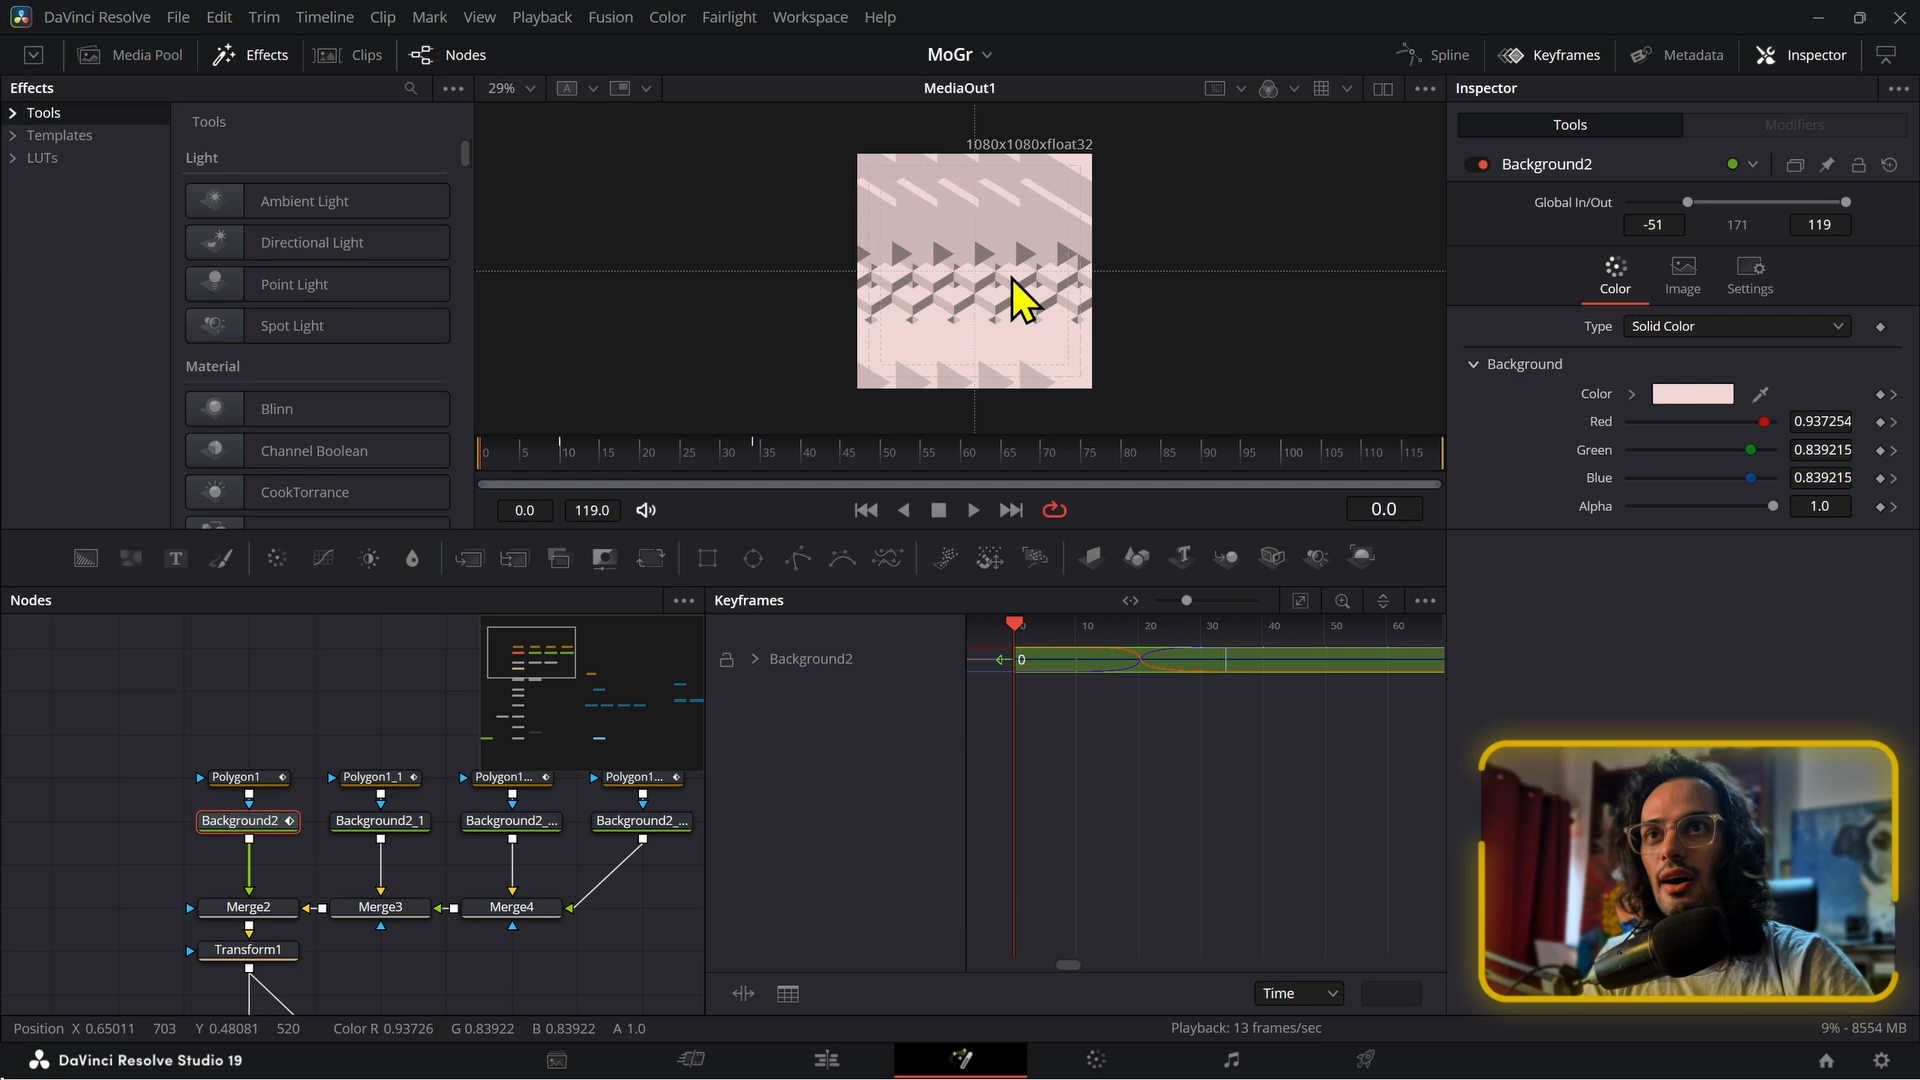 DaVinci Resolve File Edit Trim Timeline Clip Mark View Playback Fusion Color Fairlight Workspace Help
Media Pool Effects Clips Nodes MoGr Spline Keyframes Metadata Inspector
Effects 29% A MediaOut1 Inspector
Tools
Templates
LUTs
Tools
Light
Ambient Light
Directional Light
Point Light
Spot Light
Material
Blinn
Channel Boolean
CookTorrance
1080x1080xfloat32
0 5 10 15 20 25 30 35 40 45 50 55 60 65 70 75 80 85 90 95 100 105 110 115
0.0 119.0 0.0
Tools Modifiers
Background2
Global In/Out
-51 171 119
Color Image Settings
Type Solid Color
Background
Color
Red 0.937254
Green 0.839215
Blue 0.839215
Alpha 1.0
T T
Nodes
Keyframes
0 10 20 30 40 50 60
Background2 0
Polygon1 Polygon1_1 Polygon1... Polygon1...
Background2 Background2_1 Background2_... Background2_...
Merge2 Merge3 Merge4
Transform1
Time
Position X 0.65011 703 Y 0.48081 520 Color R 0.93726 G 0.83922 B 0.83922 A 1.0 Playback: 13 frames/sec 9% - 8554 MB
DaVinci Resolve Studio 19